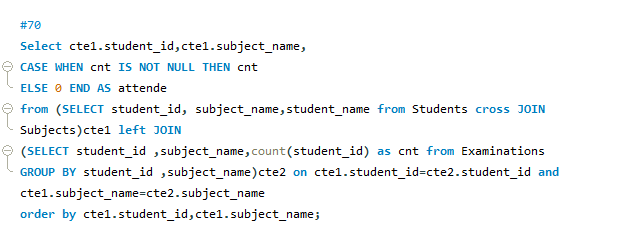 #70
Select cte1.student_id,cte1.subject_name,
CASE WHEN cnt IS NOT NULL THEN cnt
ELSE 0 END AS attende
from (SELECT student_id, subject_name,student_name from Students cross JOIN
Subjects)cte1 left JOIN
(SELECT student_id ,subject_name,count(student_id) as cnt from Examinations
GROUP BY student_id ,subject_name)cte2 on cte1.student_id=cte2.student_id and
cte1.subject_name=cte2.subject_name
order by cte1.student_id,cte1.subject_name;